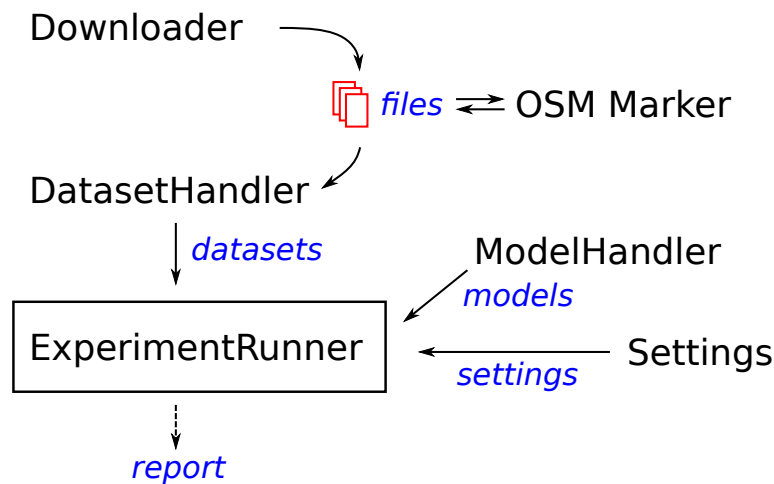 Downloader
files
OSM Marker
DatasetHandler
datasets
ModelHandler
models
ExperimentRunner
Settings
settings
report